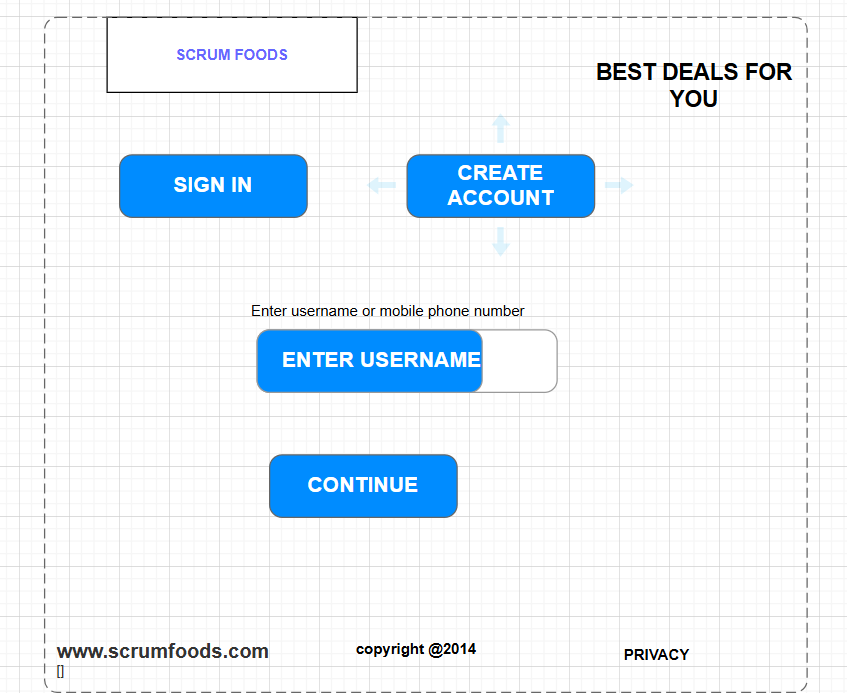 SCRUM FOODS
BEST DEALS FOR
YOU
SIGN IN
CREATE
ACCOUNT
Enter username or mobile phone number
ENTER USERNAME
CONTINUE
www.scrumfoods.com
copyright @2014
PRIVACY
[]